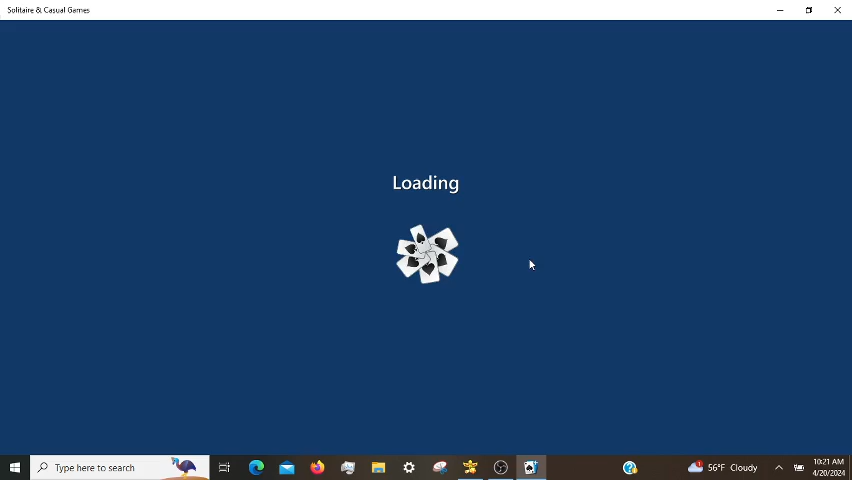 Solitaire & Casual Games
Loading
Type here to search
56°F Cloudy
10:21 AM
4/20/2024